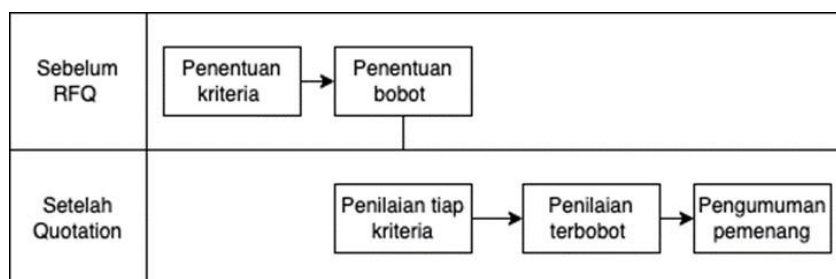 Sebelum
RFQ
Penentuan
kriteria
Penentuan
bobot
Setelah
Quotation
Penilaian tiap
kriteria
Penilaian
terbobot
Pengumuman
pemenang